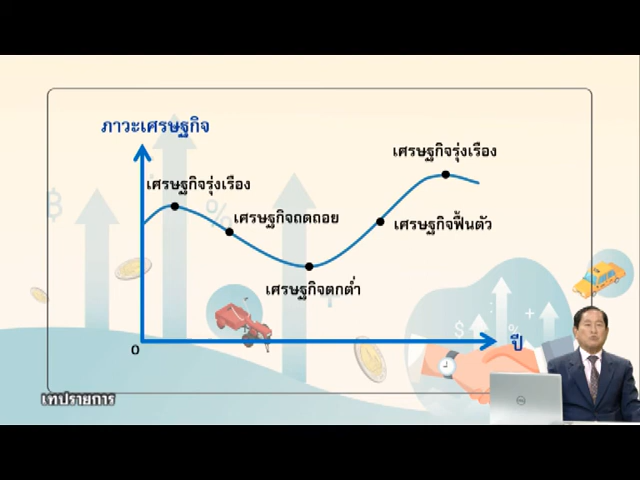 ภาวะเศรษฐกิจ
เศรษฐกิจรุ่งเรือง
เศรษฐกิจรุ่งเรือง
เศรษฐกิจถดถอย
เศรษฐกิจฟื้นตัว
เศรษฐกิจตกต่ำ
ปี
0
เทปรายการ